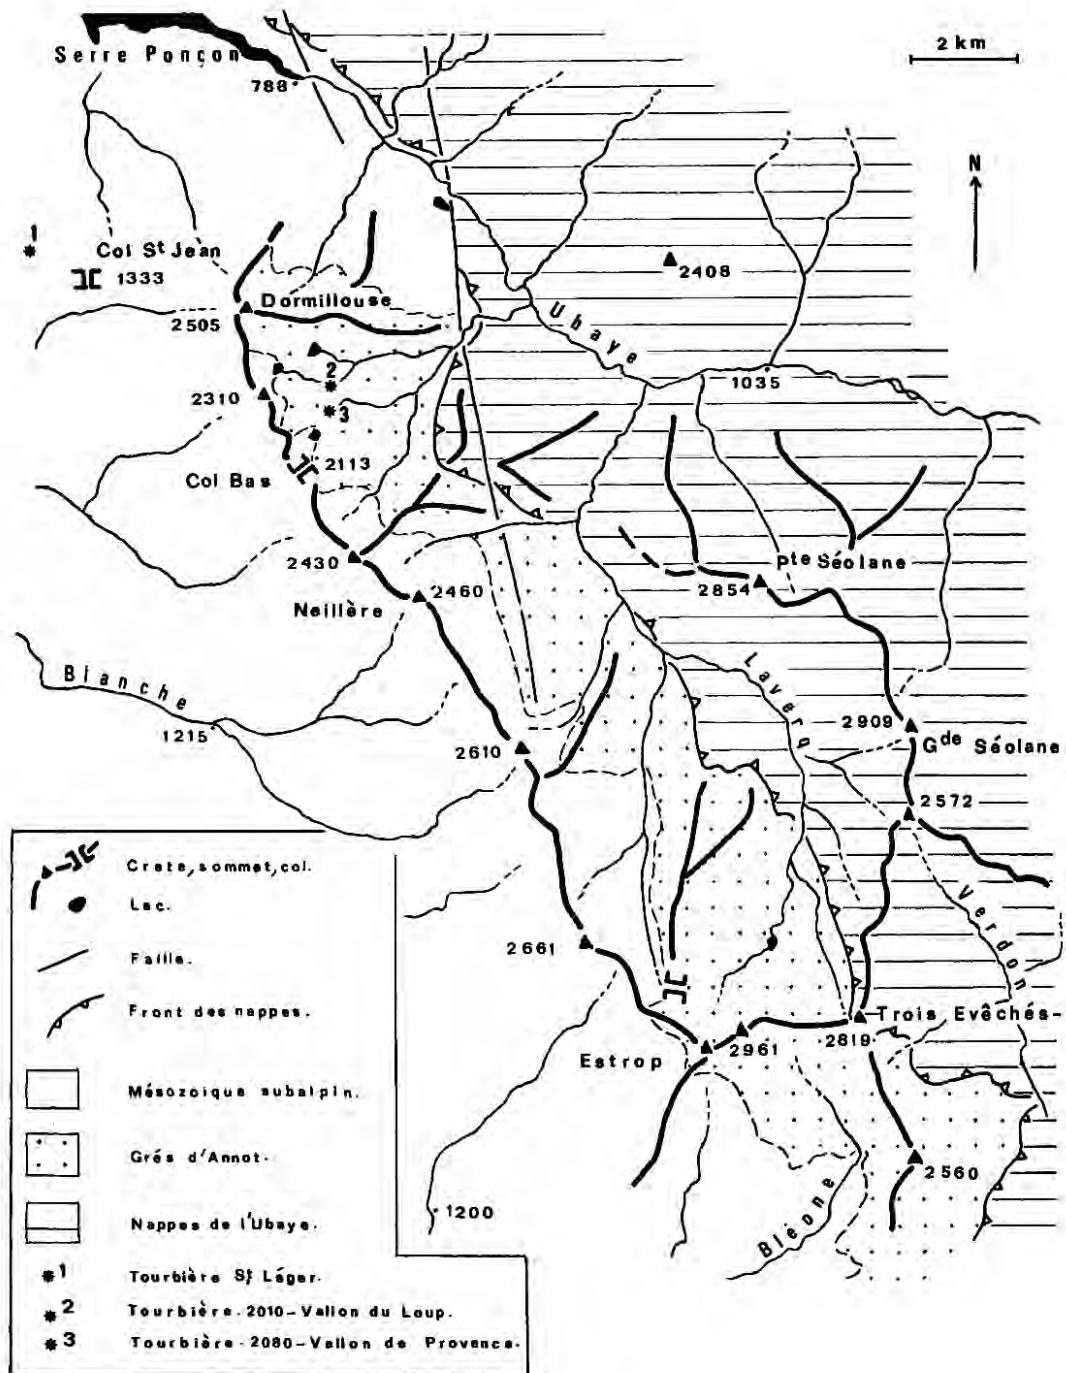 Serre Ponçon
2 km
788
N
1
Col St Jean
1333
2408
Dormillouse
2505
Ubaye
2
1035
2310
3
2113
Col Bas
2430
Pte Séolane
2460
2854
Neillère
Laverq
Blanche
2909
1215
Gde Séolane
2610
2572
Verdon
2661
Trois Evêchés-
2819
2961
Estrop
2560
1200
Bléone
Crete, sommet, col.
Lac.
Faille.
Front des nappes.
Mésozoique subalpin.
Grés d'Annot.
Nappes de l'Ubaye.
1 Tourbière St Léger.
2 Tourbière. 2010-Vallon du Loup.
3 Tourbière-2080-Vallon de Provence.